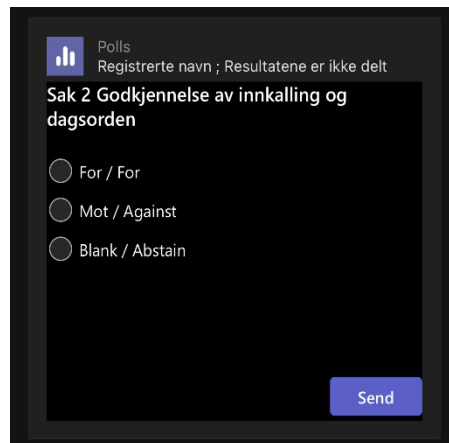 Polls
Registrerte navn ; Resultatene er ikke delt
Sak 2 Godkjennelse av innkalling og
dagsorden
For / For
Mot / Against
Blank / Abstain
Send